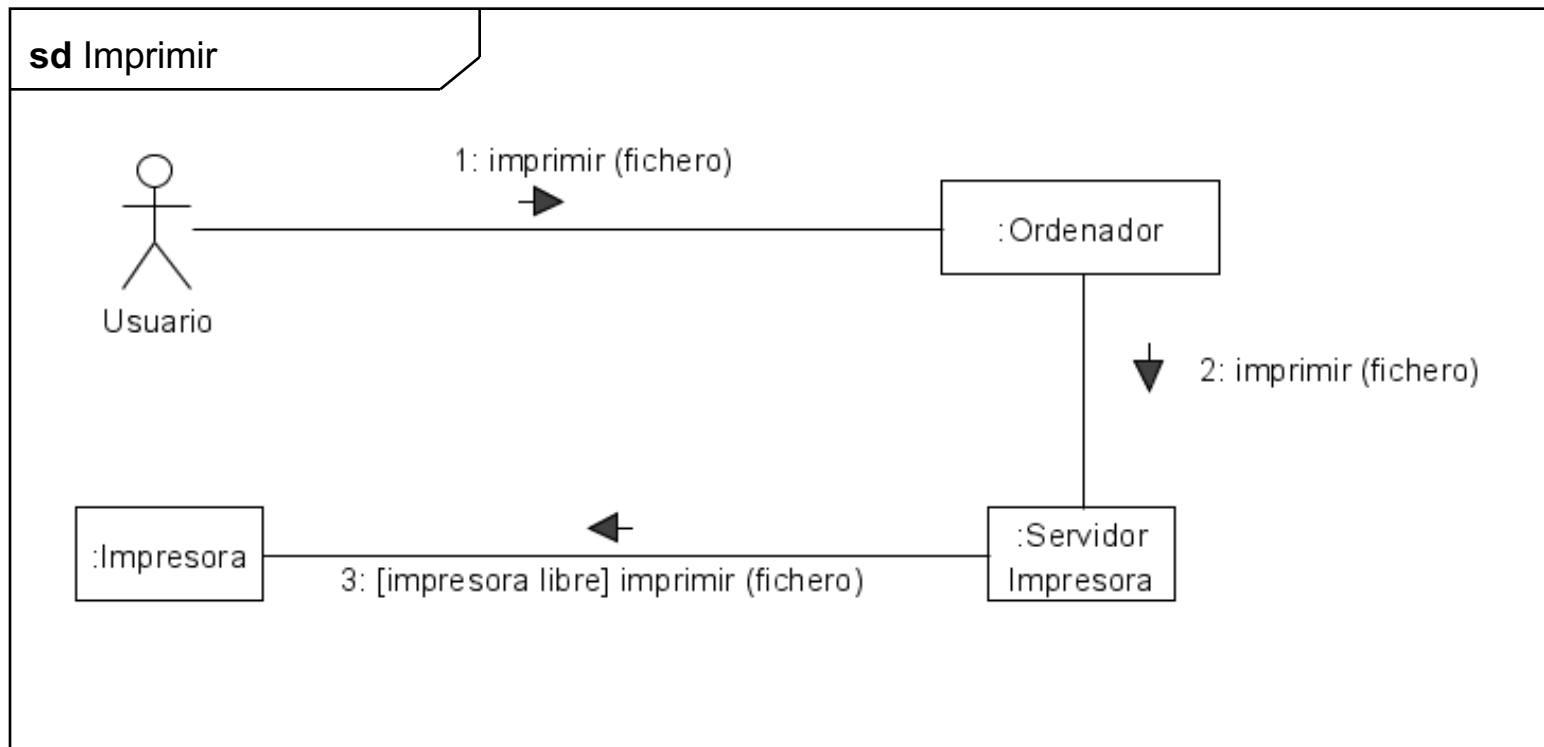 sd Imprimir
1: imprimir (fichero)
:Ordenador
Usuario
2: imprimir (fichero)
:Servidor
Impresora
:Impresora
3: [impresora libre] imprimir (fichero)